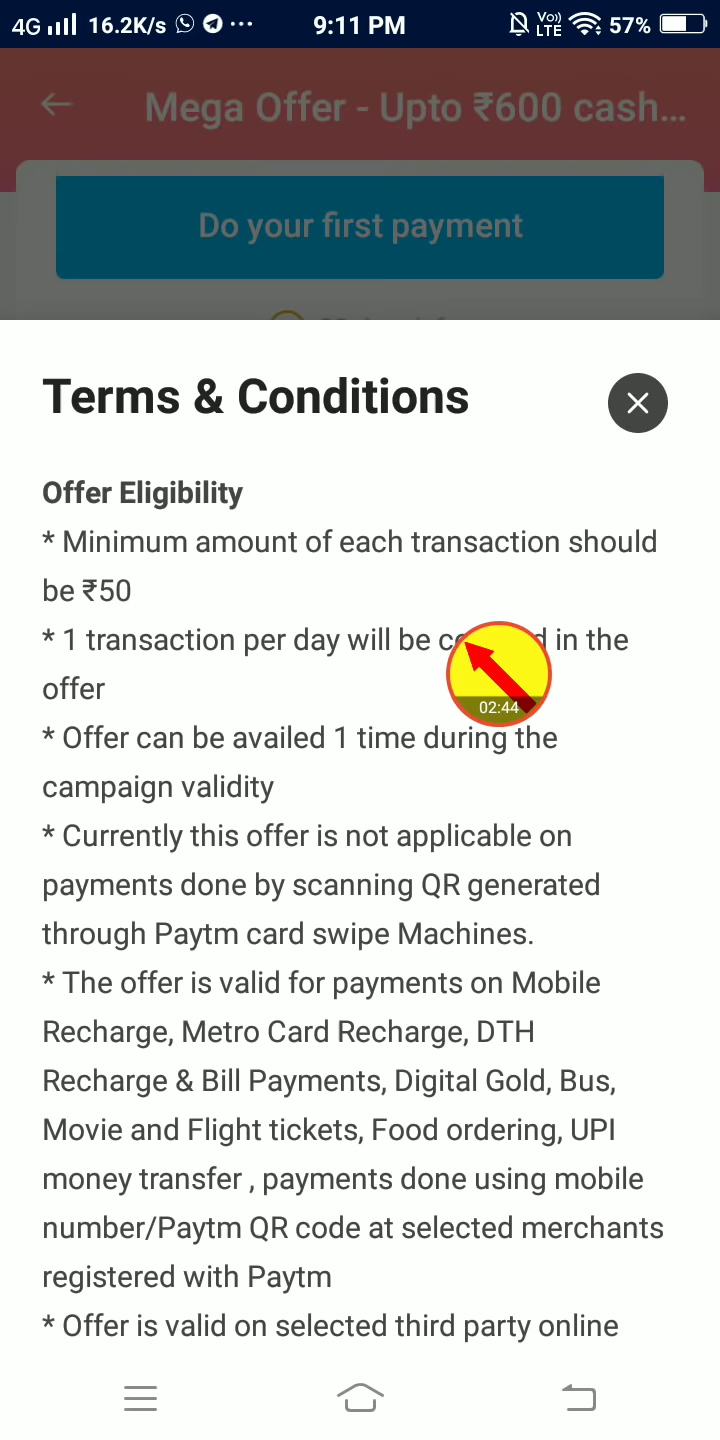 4G 16.2K/s ... 9:11 PM Vo)) LTE 57%
Mega Offer - Upto ₹600 cash...
Do your first payment
Terms & Conditions
Offer Eligibility
* Minimum amount of each transaction should
be ₹50
* 1 transaction per day will be in the
offer
02:44
* Offer can be availed 1 time during the
campaign validity
* Currently this offer is not applicable on
payments done by scanning QR generated
through Paytm card swipe Machines.
* The offer is valid for payments on Mobile
Recharge, Metro Card Recharge, DTH
Recharge & Bill Payments, Digital Gold, Bus,
Movie and Flight tickets, Food ordering, UPI
money transfer , payments done using mobile
number/Paytm QR code at selected merchants
registered with Paytm
* Offer is valid on selected third party online